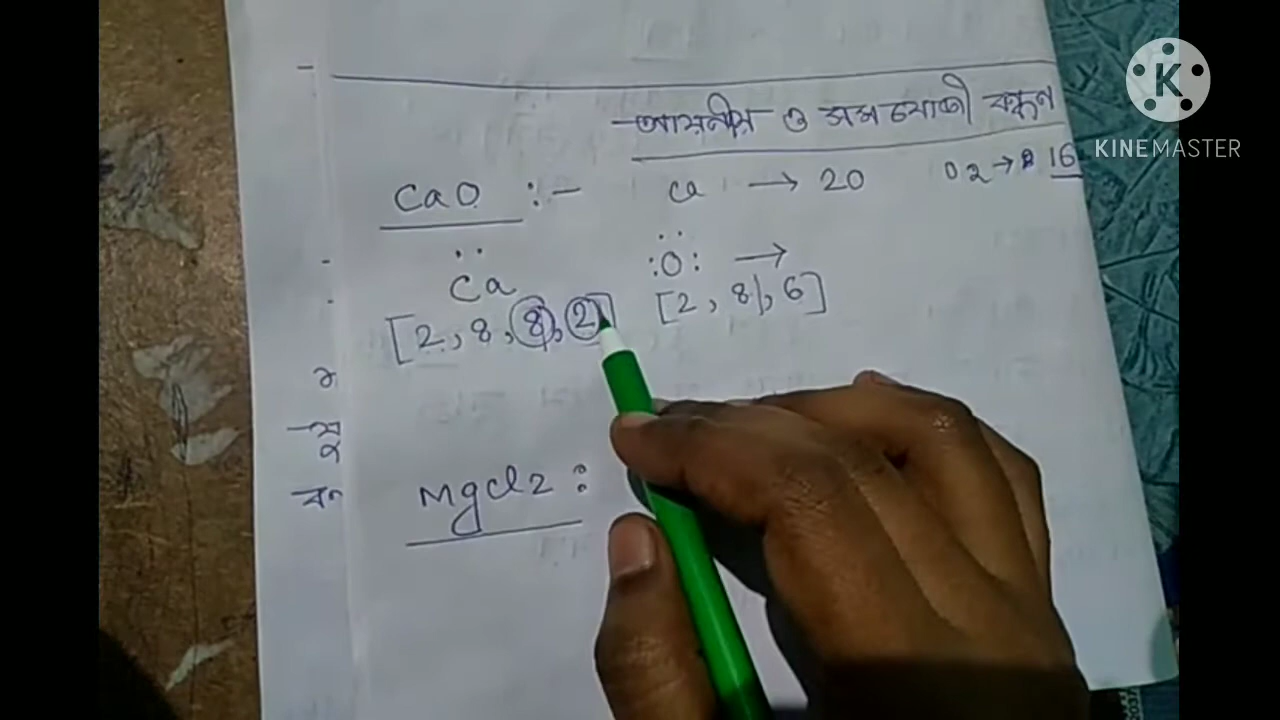 আয়নীয় ও সমযোজী বন্ধন
KINEMASTER
CaO :- Ca → 20 O2 → 16
Ca :O: →
[2, 8, 8, 2] [2, 8, 6]
MgCl2 :